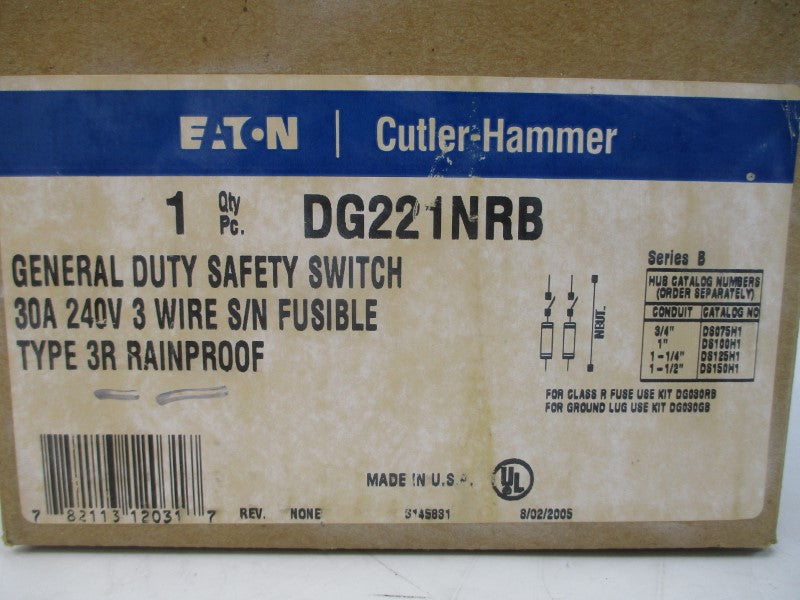 EATON | Cutler-Hammer
1 Qty Pc. DG221NRB
GENERAL DUTY SAFETY SWITCH
30A 240V 3 WIRE S/N FUSIBLE
TYPE 3R RAINPROOF
NEUT.
Series B
HUB CATALOG NUMBERS
(ORDER SEPARATELY)
CONDUIT CATALOG NO
3/4" DS075H1
1" DS100H1
1-1/4" DS125H1
1-1/2" DS150H1
FOR CLASS R FUSE USE KIT DG030RB
FOR GROUND LUG USE KIT DG030GB
MADE IN U.S.A.
UL
7 82113 12031 7
REV. NONE 8/02/2005